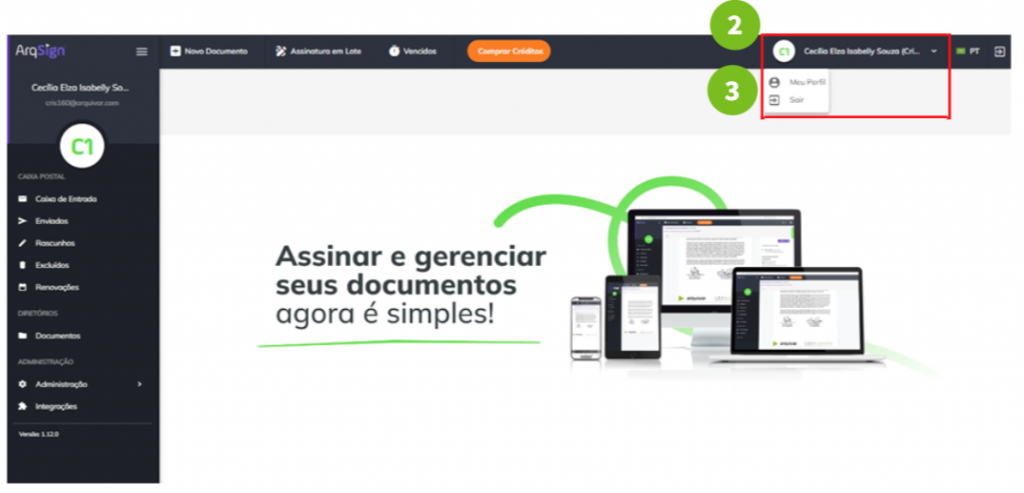 2
ArqSign
Novo Documento
Assinatura em Lote
Vencidos
Comprar Créditos
C1
Cecília Elza Isabelly Souza (Cri...
PT
3
Meu Perfil
Sair
Cecília Elza Isabelly So...
cris160@arquivar.com
C1
CAIXA POSTAL
Caixa de Entrada
Enviados
Rascunhos
Excluídos
Renovações
DIRETÓRIOS
Documentos
ADMINISTRAÇÃO
Administração
Integrações
Versão: 1.12.0
Assinar e gerenciar
seus documentos
agora é simples!
arquivar
arquivar